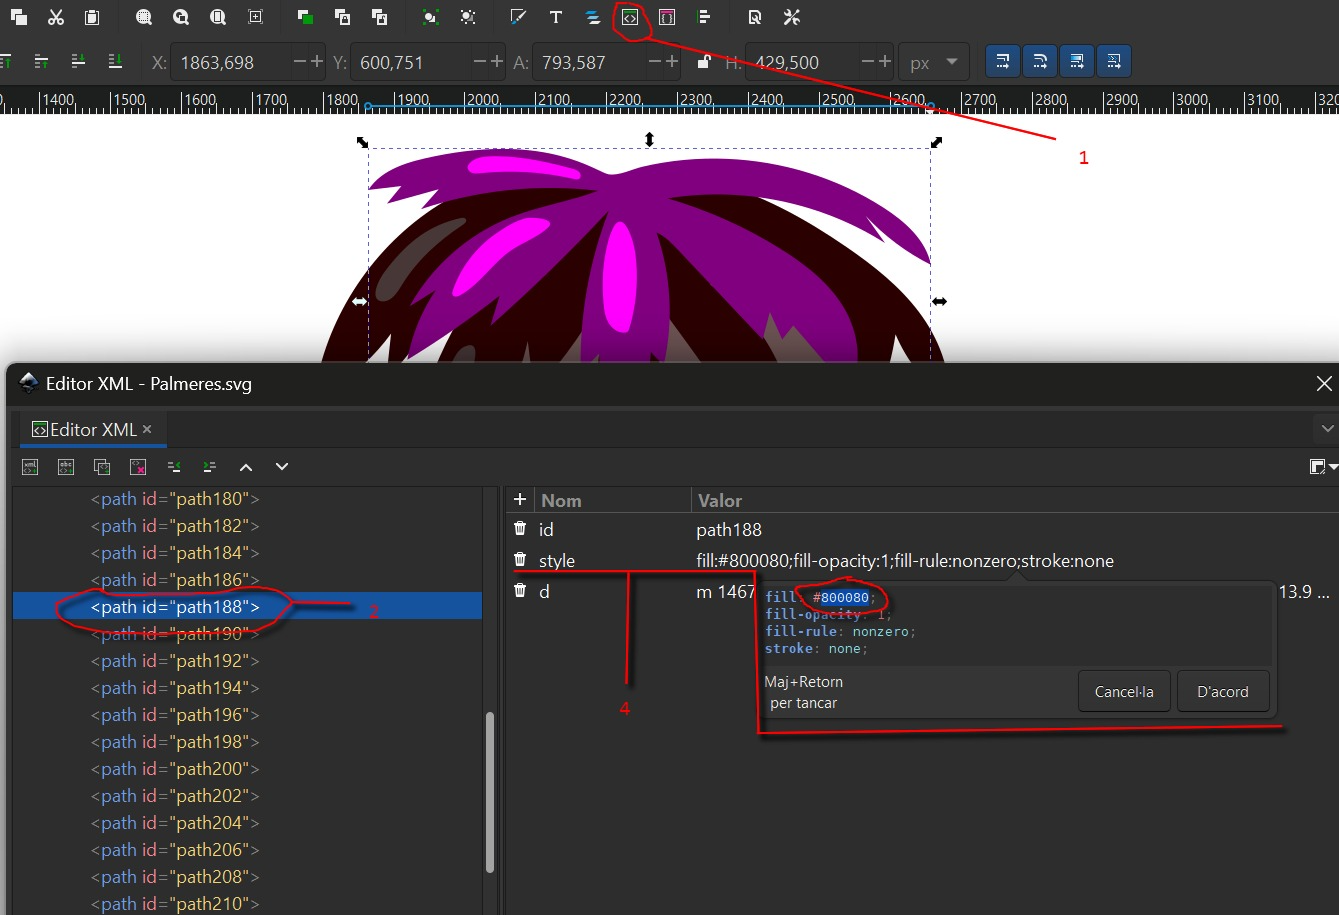 X: 1863,698 Y: 600,751 A: 793,587 H: 429,500 px
1400 1500 1600 1700 1800 1900 2000 2100 2200 2300 2400 2500 2600 2700 2800 2900 3000 3100 320
1
Editor XML - Palmeres.svg
Editor XML
Nom Valor
<path id="path180">
<path id="path182">
<path id="path184">
<path id="path186">
<path id="path188">
2
<path id="path190">
<path id="path192">
<path id="path194">
<path id="path196">
<path id="path198">
<path id="path200">
<path id="path202">
<path id="path204">
<path id="path206">
<path id="path208">
<path id="path210">
id path188
style fill:#800080;fill-opacity:1;fill-rule:nonzero;stroke:none
d m 1467 13.9 ...
fill: #800080;
fill-opacity: 1;
fill-rule: nonzero;
stroke: none;
Maj+Retorn
per tancar
Cancel·la D'acord
4